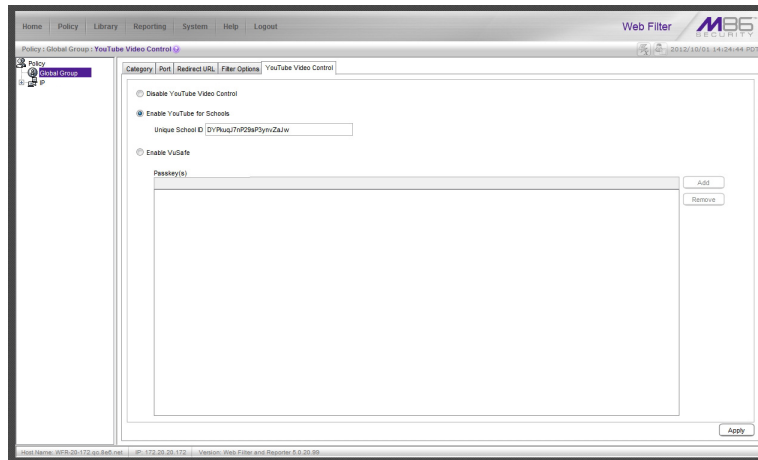 Home Policy Library Reporting System Help Logout
Web Filter
M86 SECURITY
Policy : Global Group : YouTube Video Control
2012/10/01 14:24:44 PDT
Policy
Global Group
IP
Category Port Redirect URL Filter Options YouTube Video Control
Disable YouTube Video Control
Enable YouTube for Schools
Unique School ID DYPkuqJ7nP29sP3ynvZaJw
Enable VuSafe
Passkey(s)
Add
Remove
Apply
Host Name: WFR-20-172.qc.8e6.net IP: 172.20.20.172 Version: Web Filter and Reporter 5.0.20.99